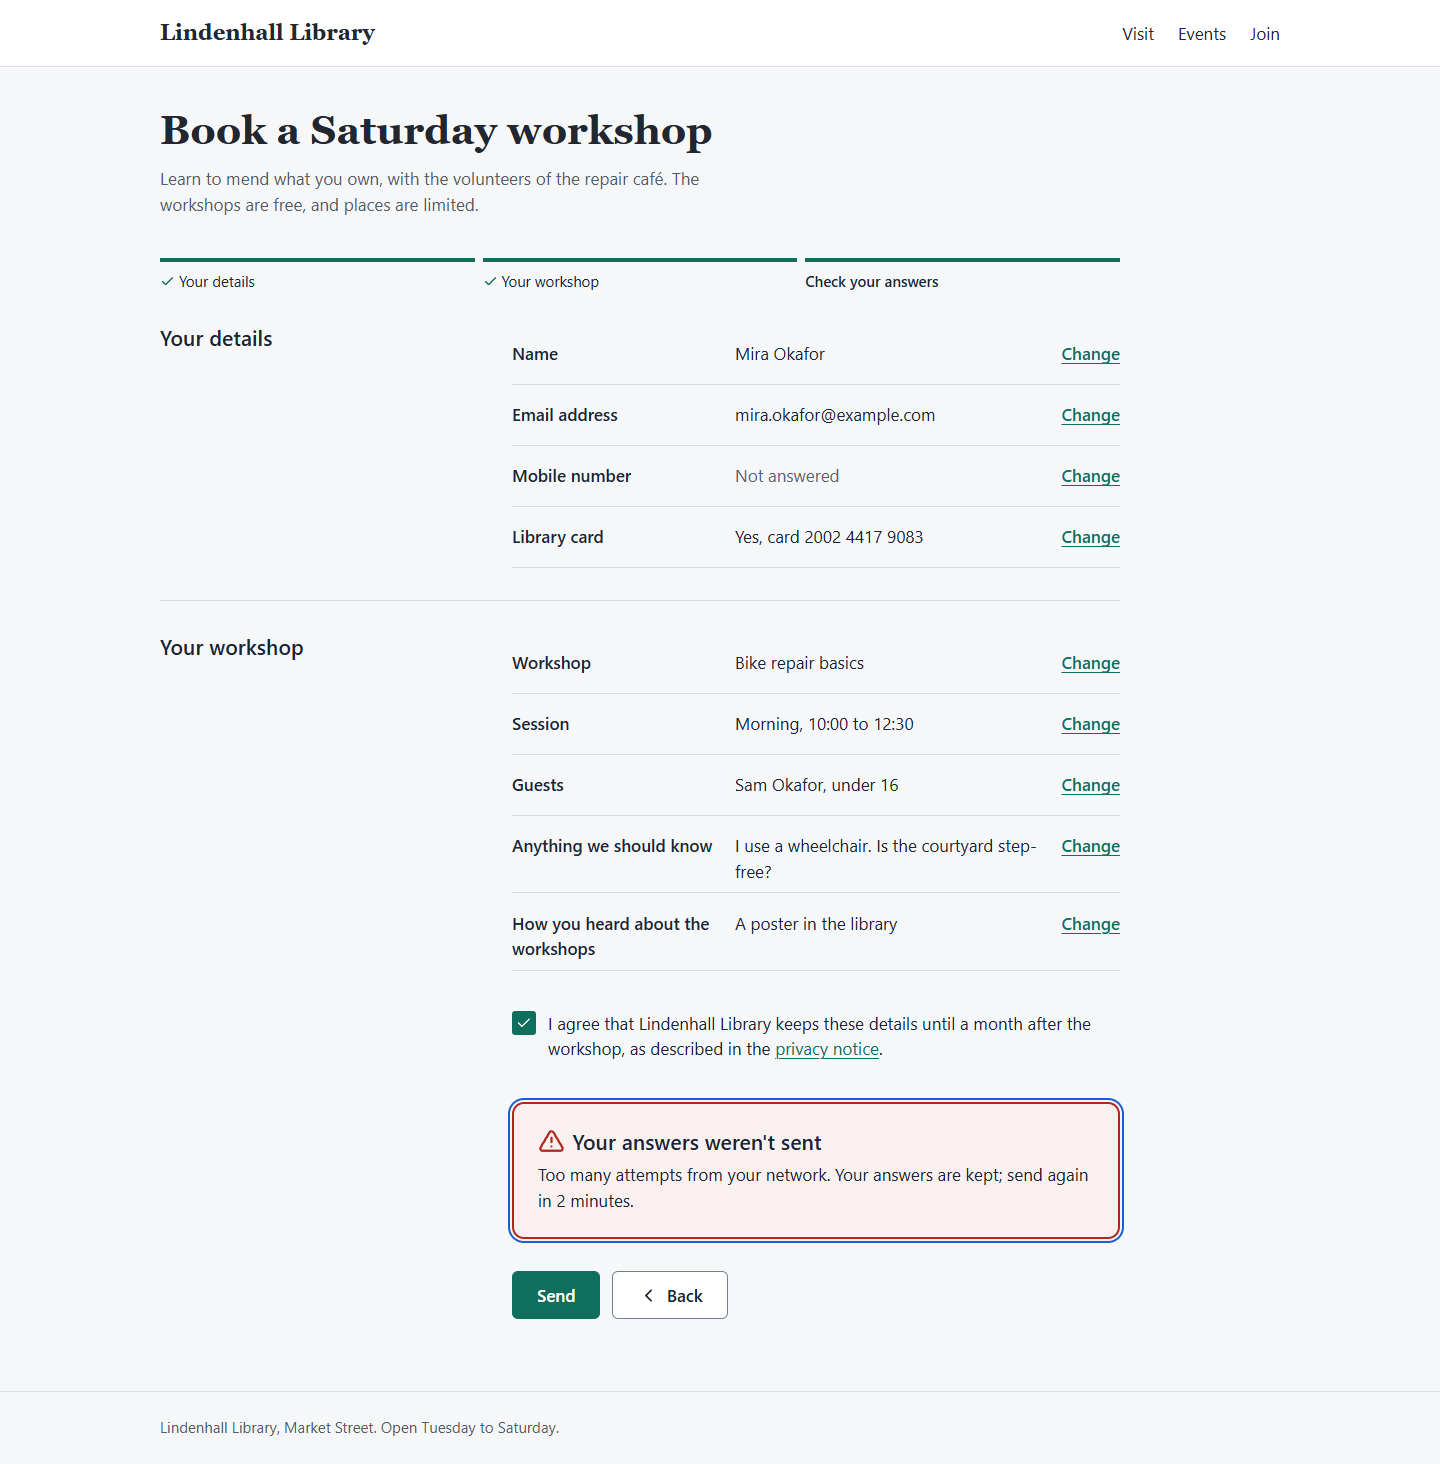 Lindenhall Library
Visit
Events
Join
Book a Saturday workshop
Learn to mend what you own, with the volunteers of the repair café. The
workshops are free, and places are limited.
Your details
Your workshop
Check your answers
Your details
Name
Mira Okafor
Change
Email address
mira.okafor@example.com
Change
Mobile number
Not answered
Change
Library card
Yes, card 2002 4417 9083
Change
Your workshop
Workshop
Bike repair basics
Change
Session
Morning, 10:00 to 12:30
Change
Guests
Sam Okafor, under 16
Change
Anything we should know
I use a wheelchair. Is the courtyard step-
free?
Change
How you heard about the
workshops
A poster in the library
Change
I agree that Lindenhall Library keeps these details until a month after the
workshop, as described in the privacy notice.
Your answers weren't sent
Too many attempts from your network. Your answers are kept; send again
in 2 minutes.
Send
Back
Lindenhall Library, Market Street. Open Tuesday to Saturday.